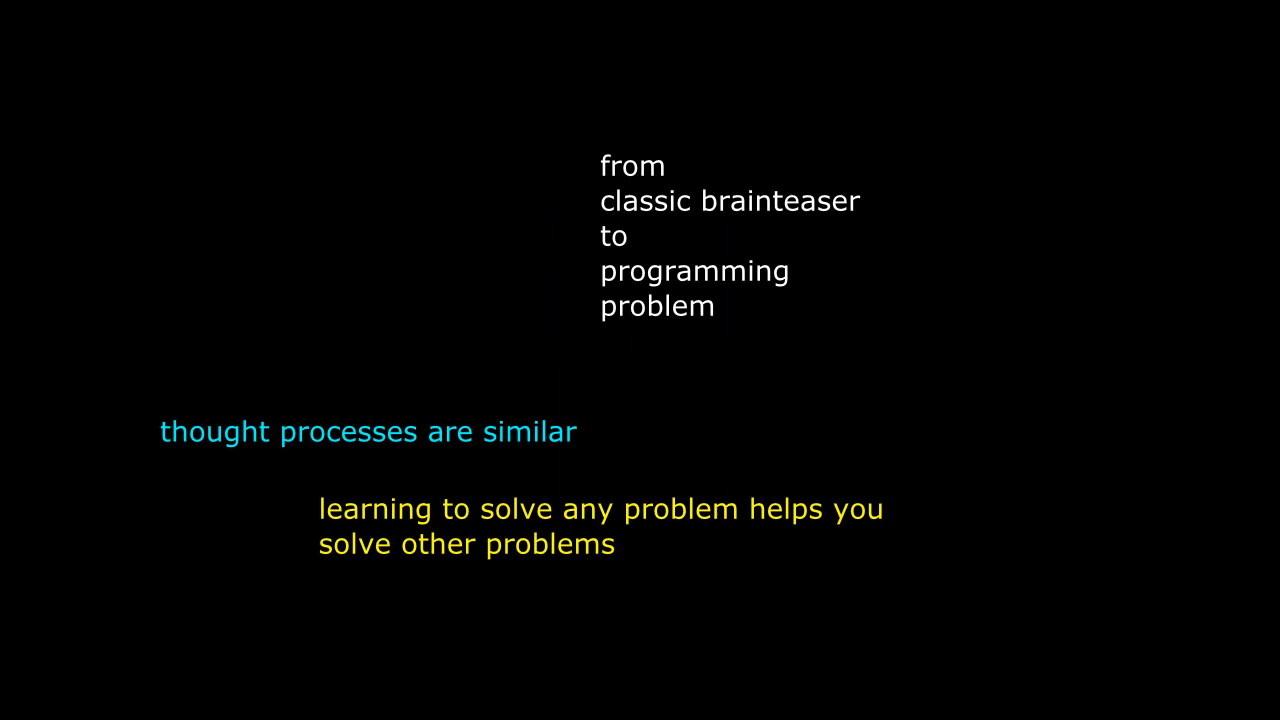 from
classic brainteaser
to
programming
problem
thought processes are similar
learning to solve any problem helps you
solve other problems